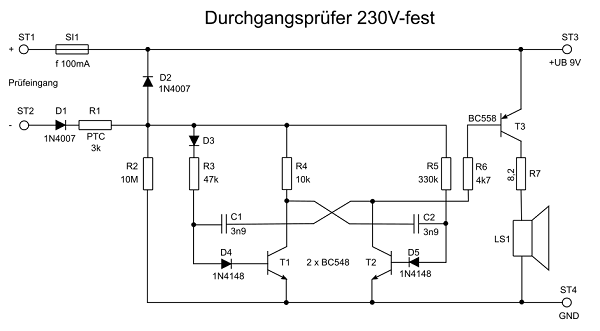 Durchgangsprüfer 230V-fest
ST1
SI1
ST3
+
f 100mA
+UB 9V
D2
1N4007
Prüfeingang
BC558
ST2
D1
R1
T3
-
1N4007
PTC
3k
D3
R2
10M
R3
47k
R4
10k
R5
330k
R6
4k7
8,2
R7
C1
3n9
C2
3n9
LS1
D4
1N4148
T1
2 x BC548
T2
D5
1N4148
ST4
GND